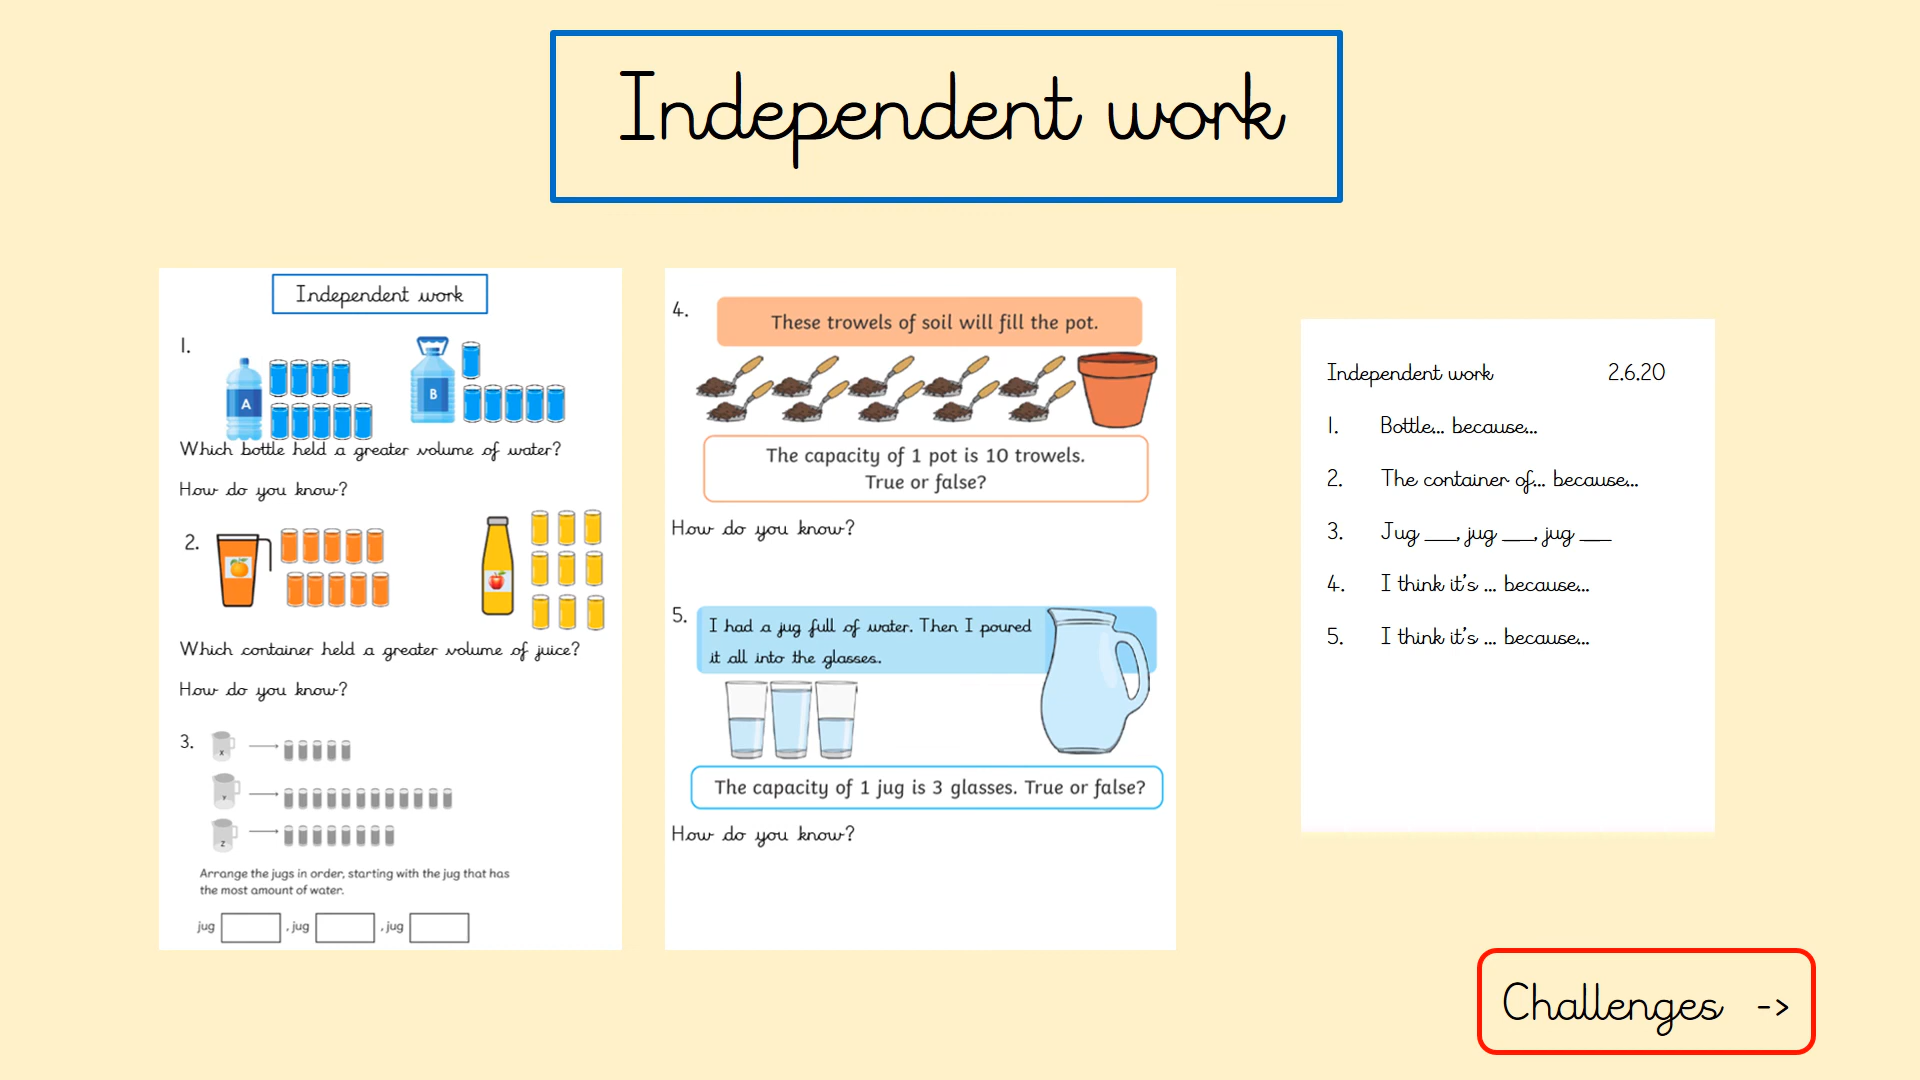 Independent work
Independent work
1.
A
B
Which bottle held a greater volume of water?
How do you know?
2.
Which container held a greater volume of juice?
How do you know?
3.
x
y
z
Arrange the jugs in order, starting with the jug that has
the most amount of water.
jug , jug , jug
4.
These trowels of soil will fill the pot.
The capacity of 1 pot is 10 trowels.
True or false?
How do you know?
5.
I had a jug full of water. Then I poured
it all into the glasses.
The capacity of 1 jug is 3 glasses. True or false?
How do you know?
Independent work 2.6.20
1. Bottle... because...
2. The container of... because...
3. Jug ___, jug ___, jug ___
4. I think it's ... because...
5. I think it's ... because...
Challenges ->